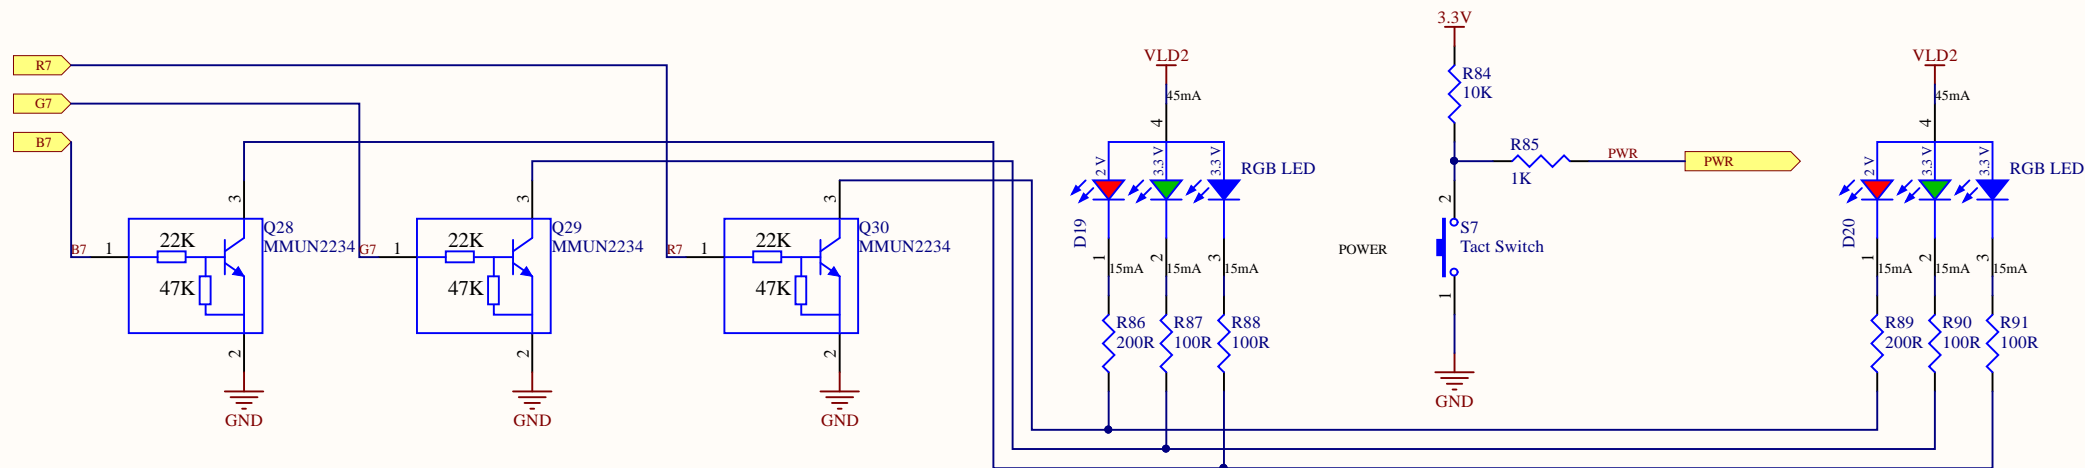 R7
G7
B7
B7
1
22K
47K
3
2
Q28
MMUN2234
GND
G7
1
22K
47K
3
2
Q29
MMUN2234
GND
R7
1
22K
47K
3
2
Q30
MMUN2234
GND
VLD2
45mA
4
2 V
3.3 V
3.3 V
RGB LED
D19
1
15mA
2
15mA
3
15mA
R86
200R
R87
100R
R88
100R
3.3V
R84
10K
R85
1K
PWR
PWR
2
S7
Tact Switch
POWER
1
GND
VLD2
45mA
4
2 V
3.3 V
3.3 V
RGB LED
D20
1
15mA
2
15mA
3
15mA
R89
200R
R90
100R
R91
100R